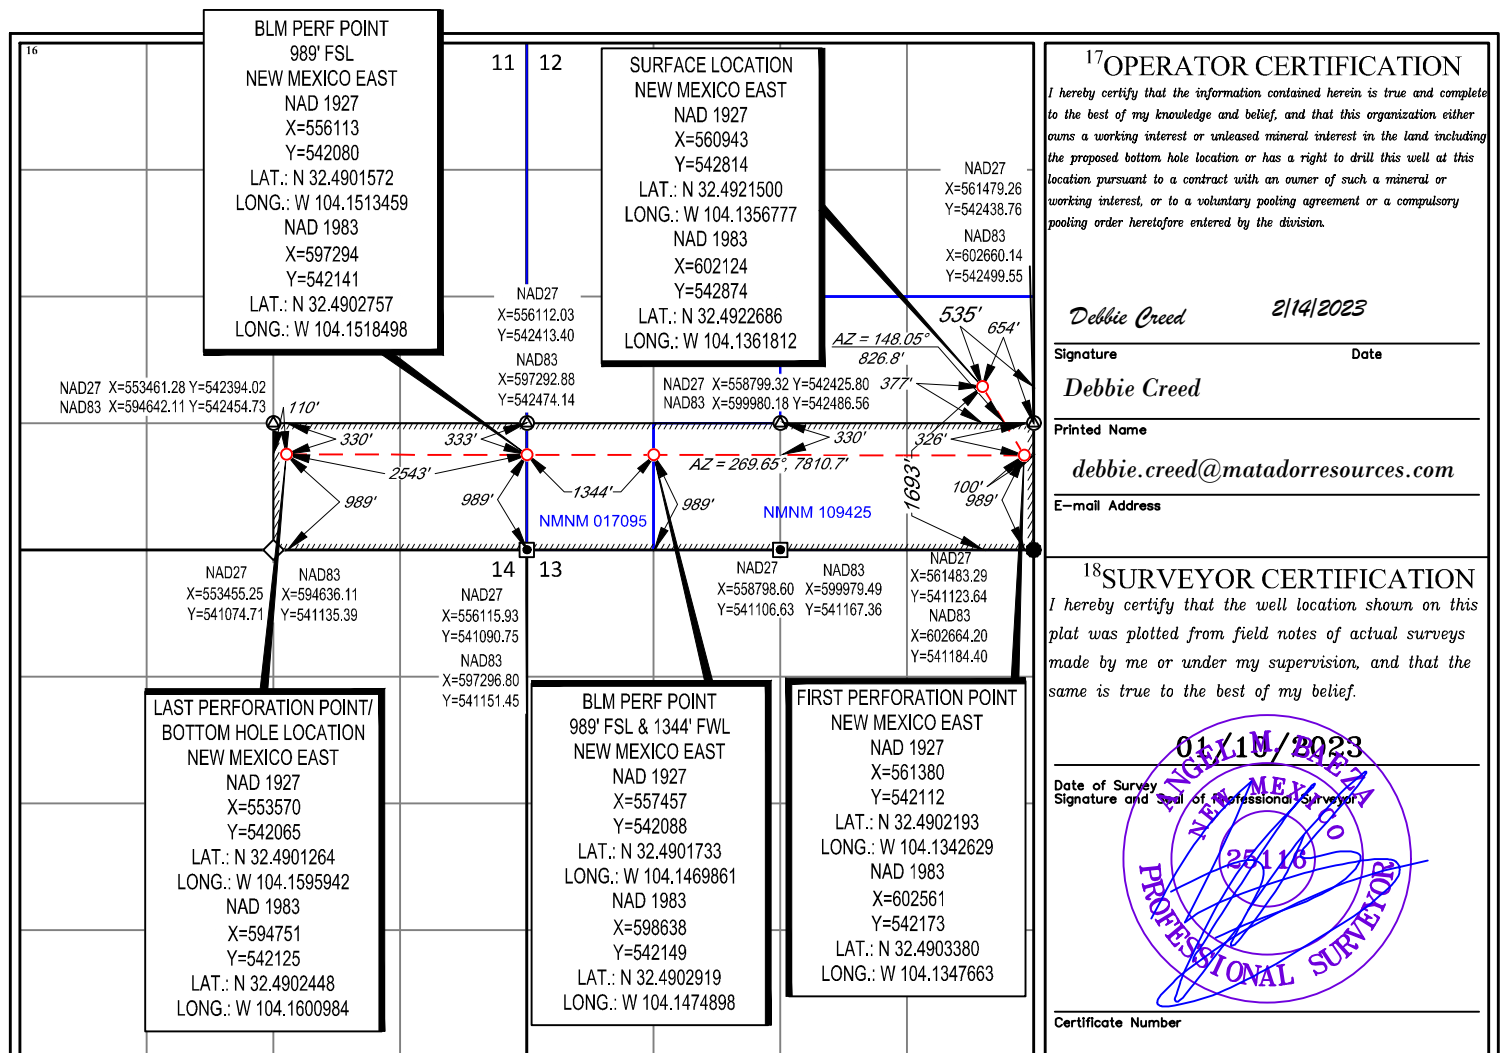 16
BLM PERF POINT
989' FSL
NEW MEXICO EAST
NAD 1927
X=556113
Y=542080
LAT.: N 32.4901572
LONG.: W 104.1513459
NAD 1983
X=597294
Y=542141
LAT.: N 32.4902757
LONG.: W 104.1518498
11 12
SURFACE LOCATION
NEW MEXICO EAST
NAD 1927
X=560943
Y=542814
LAT.: N 32.4921500
LONG.: W 104.1356777
NAD 1983
X=602124
Y=542874
LAT.: N 32.4922686
LONG.: W 104.1361812
NAD27
X=561479.26
Y=542438.76
NAD83
X=602660.14
Y=542499.55
NAD27
X=556112.03
Y=542413.40
NAD83
X=597292.88
Y=542474.14
535'
654'
AZ = 148.05°
826.8'
377'
NAD27 X=553461.28 Y=542394.02
NAD83 X=594642.11 Y=542454.73
NAD27 X=558799.32 Y=542425.80
NAD83 X=599980.18 Y=542486.56
110'
330'
333'
330'
326'
2543'
AZ = 269.65°, 7810.7'
1693'
989'
989'
1344'
989'
100'
989'
NMNM 017095
NMNM 109425
14 13
NAD27
X=553455.25
Y=541074.71
NAD83
X=594636.11
Y=541135.39
NAD27
X=556115.93
Y=541090.75
NAD83
X=597296.80
Y=541151.45
NAD27
X=558798.60
Y=541106.63
NAD83
X=599979.49
Y=541167.36
NAD27
X=561483.29
Y=541123.64
NAD83
X=602664.20
Y=541184.40
LAST PERFORATION POINT/
BOTTOM HOLE LOCATION
NEW MEXICO EAST
NAD 1927
X=553570
Y=542065
LAT.: N 32.4901264
LONG.: W 104.1595942
NAD 1983
X=594751
Y=542125
LAT.: N 32.4902448
LONG.: W 104.1600984
BLM PERF POINT
989' FSL & 1344' FWL
NEW MEXICO EAST
NAD 1927
X=557457
Y=542088
LAT.: N 32.4901733
LONG.: W 104.1469861
NAD 1983
X=598638
Y=542149
LAT.: N 32.4902919
LONG.: W 104.1474898
FIRST PERFORATION POINT
NEW MEXICO EAST
NAD 1927
X=561380
Y=542112
LAT.: N 32.4902193
LONG.: W 104.1342629
NAD 1983
X=602561
Y=542173
LAT.: N 32.4903380
LONG.: W 104.1347663
17OPERATOR CERTIFICATION
I hereby certify that the information contained herein is true and complete
to the best of my knowledge and belief, and that this organization either
owns a working interest or unleased mineral interest in the land including
the proposed bottom hole location or has a right to drill this well at this
location pursuant to a contract with an owner of such a mineral or
working interest, or to a voluntary pooling agreement or a compulsory
pooling order heretofore entered by the division.
Debbie Creed 2/14/2023
Signature Date
Debbie Creed
Printed Name
debbie.creed@matadorresources.com
E-mail Address
18SURVEYOR CERTIFICATION
I hereby certify that the well location shown on this
plat was plotted from field notes of actual surveys
made by me or under my supervision, and that the
same is true to the best of my belief.
01/10/2023
Date of Survey
Signature and Seal of Professional Surveyor
ANGEL M. BAEZA
NEW MEXICO
25116
PROFESSIONAL SURVEYOR
Certificate Number